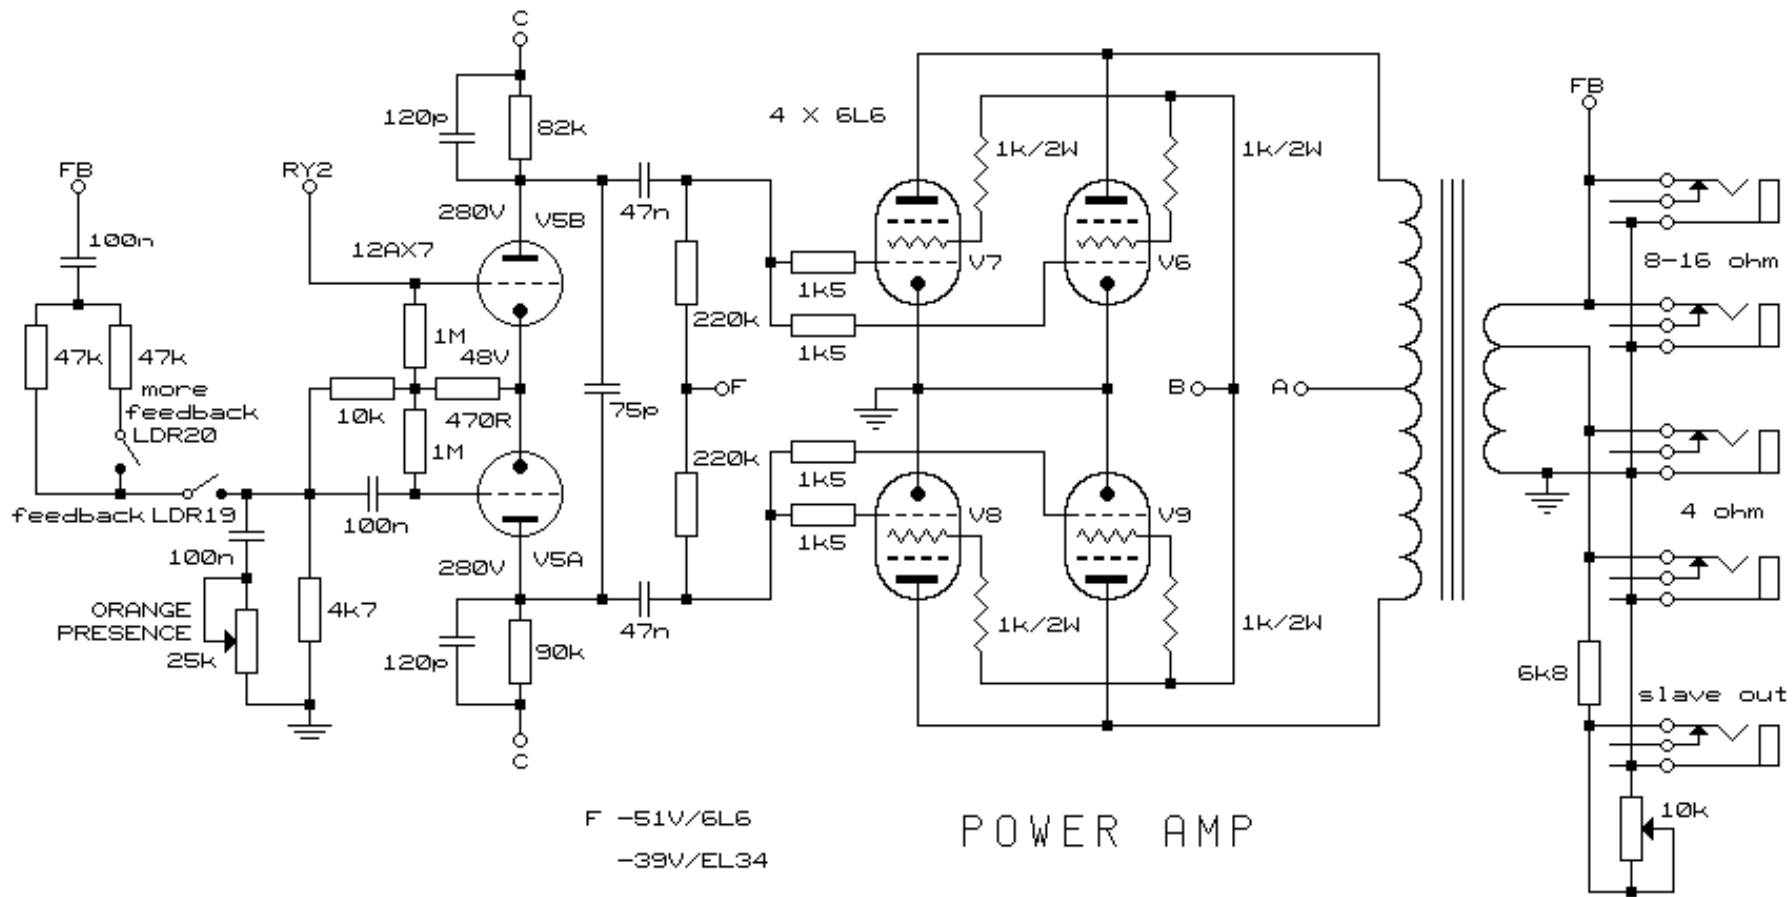 C
120p
82k
4 X 6L6
FB
FB
RY2
1k/2W
1k/2W
280V
V5B
47n
100n
12AX7
V7
V6
8-16 ohm
1k5
47k
47k
1M
48V
220k
1k5
more
feedback
LDR20
10k
470R
75p
F
B
A
1M
220k
1k5
feedback
LDR19
100n
100n
V8
V9
4 ohm
1k5
280V
V5A
ORANGE
PRESENCE
25k
4k7
47n
1k/2W
1k/2W
120p
90k
6k8
slave out
C
F -51V/6L6
-39V/EL34
POWER AMP
10k